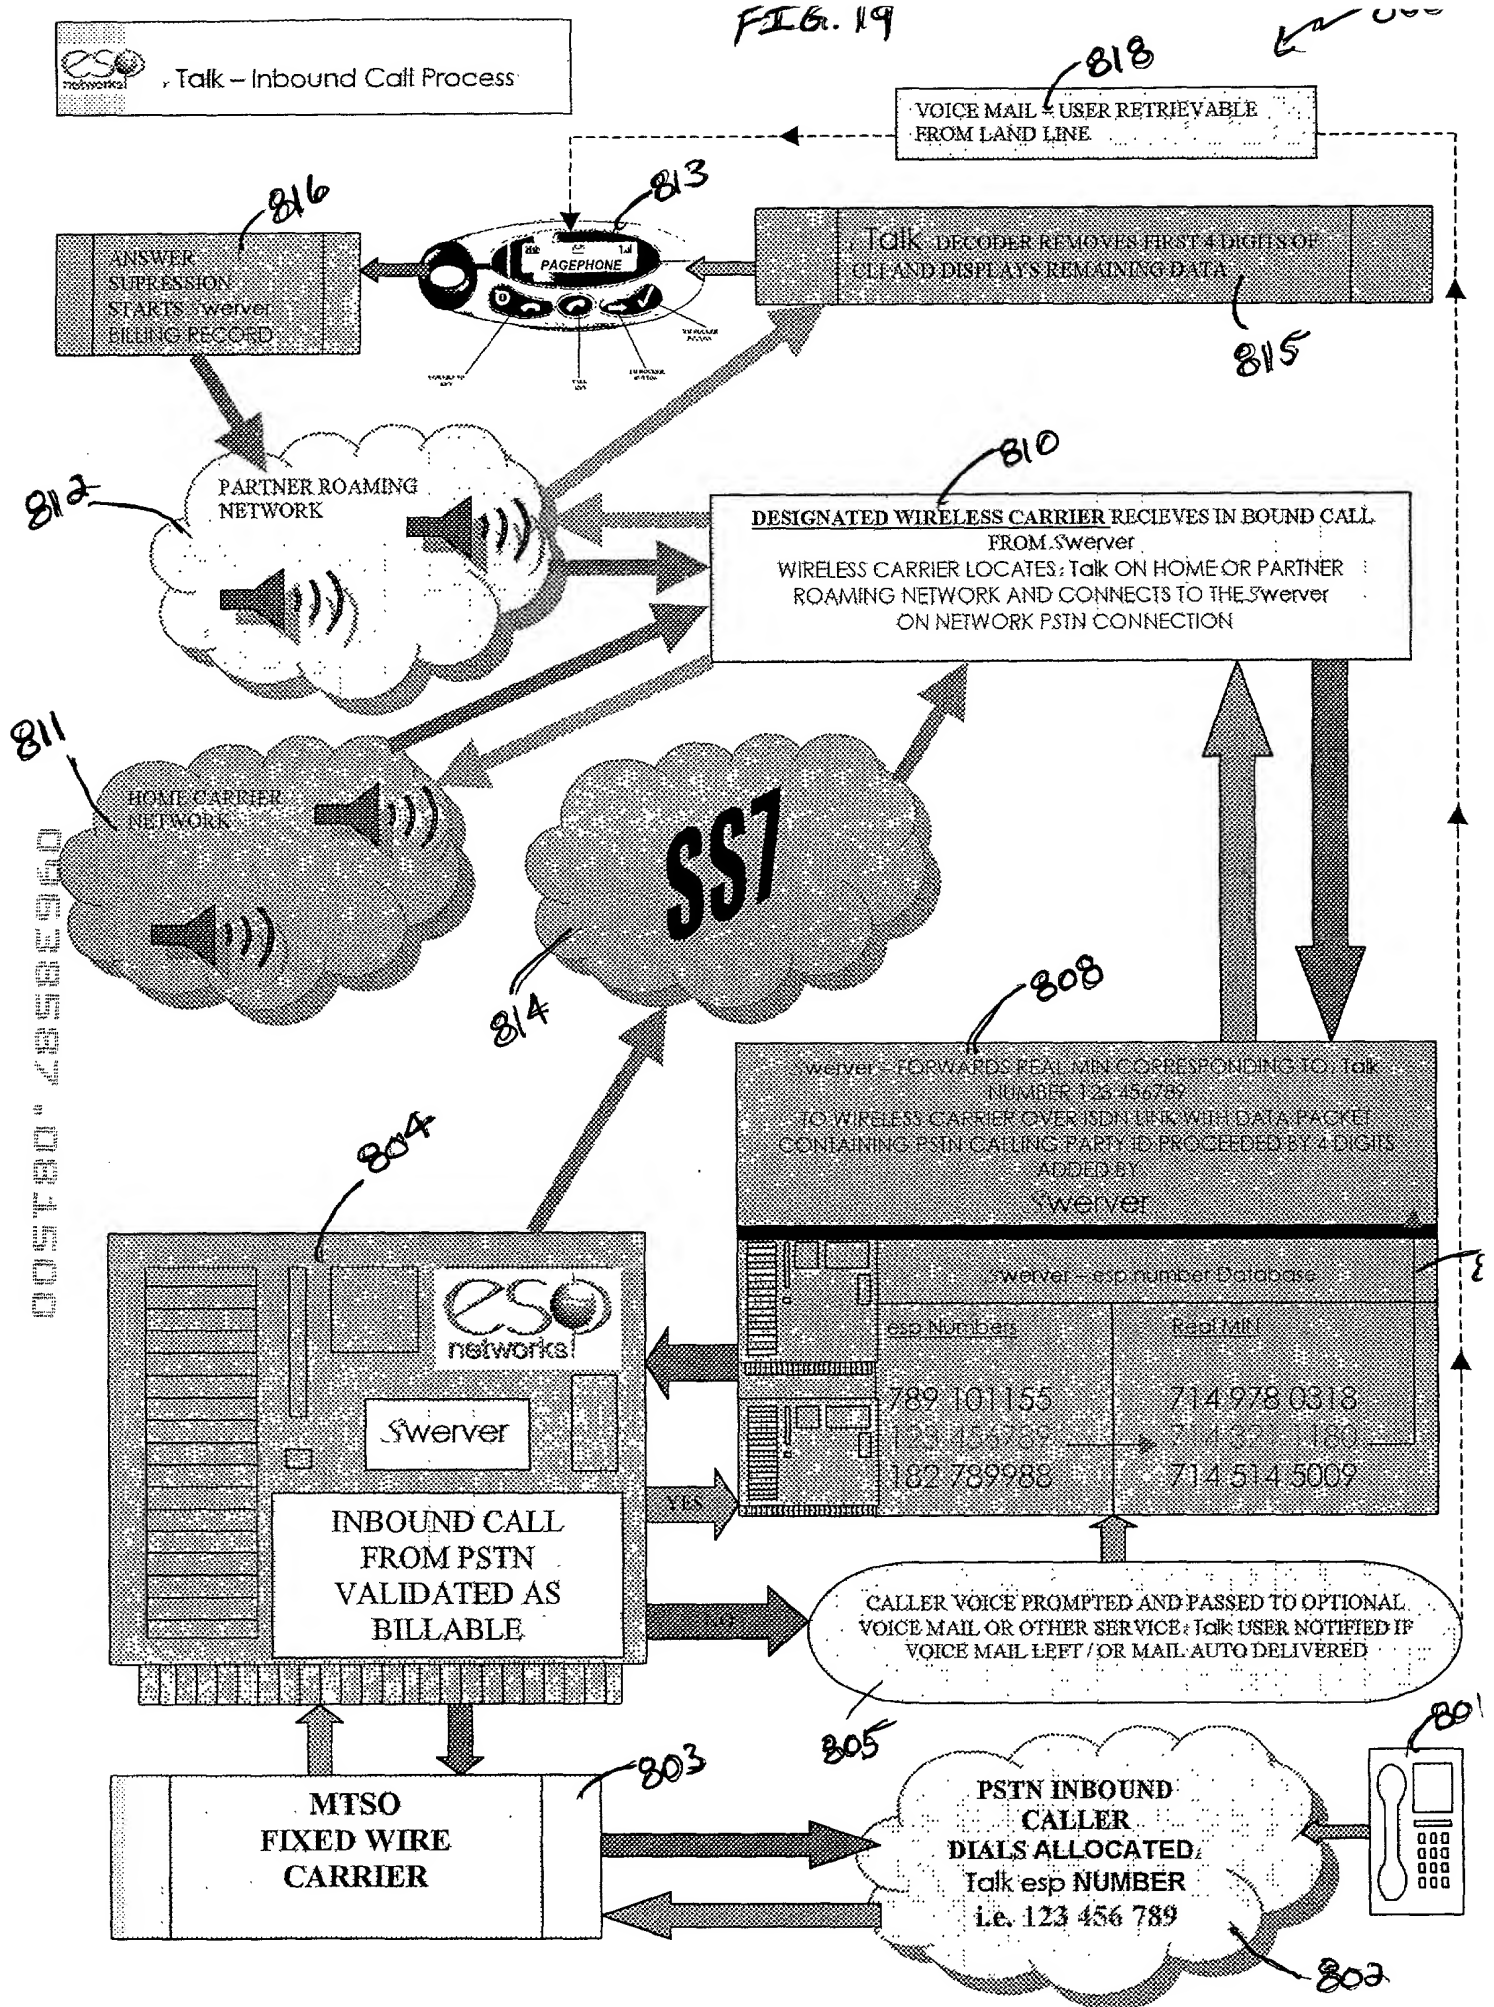 FIG. 19
esp
networks!
Talk – Inbound Call Process
818
VOICE MAIL – USER RETRIEVABLE
FROM LAND LINE
816
813
ANSWER
SUPRESSION
STARTS Swerver
BILLING RECORD
PAGEPHONE
Talk DECODER REMOVES FIRST DIGITS OF
CLI AND DISPLAYS REMAINING DATA
815
810
812
PARTNER ROAMING
NETWORK
DESIGNATED WIRELESS CARRIER RECIEVES IN BOUND CALL
FROM Swerver
WIRELESS CARRIER LOCATES Talk ON HOME OR PARTNER
ROAMING NETWORK AND CONNECTS TO THE Swerver
ON NETWORK PSTN CONNECTION
811
HOME CARRIER
NETWORK
SS7
814
808
Swerver – FORWARDS REAL MIN CORRESPONDING TO Talk
NUMBER 123 456789
TO WIRELESS CARRIER OVER ISDN LINK WITH DATA PACKET
CONTAINING PSTN CALLING PARTY ID PROCEEDED BY 4 DIGITS
ADDED BY
Swerver
804
esp
networks!
Swerver
INBOUND CALL
FROM PSTN
VALIDATED AS
BILLABLE
Swerver – esp number Database
esp Numbers
Real MIN
789 101155
714 978 0318
123 456789
182 789988
714 514 5009
YES
NO
CALLER VOICE PROMPTED AND PASSED TO OPTIONAL
VOICE MAIL OR OTHER SERVICE Talk USER NOTIFIED IF
VOICE MAIL LEFT / OR MAIL AUTO DELIVERED
805
801
803
MTSO
FIXED WIRE
CARRIER
PSTN INBOUND
CALLER
DIALS ALLOCATED
Talk esp NUMBER
i.e. 123 456 789
802